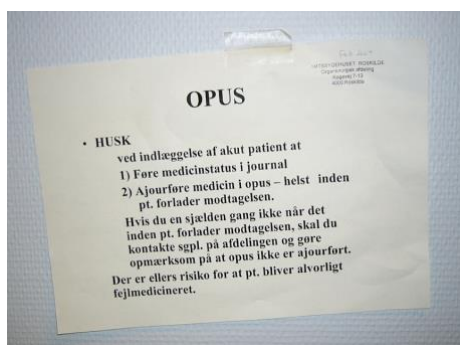 OPUS
• HUSK
ved indlæggelse af akut patient at
1) Føre medicinstatus i journal
2) Ajourføre medicin i opus – helst inden
pt. forlader modtagelsen.
Hvis du en sjælden gang ikke når det
inden pt. forlader modtagelsen, skal du
kontakte sgpl. på afdelingen og gøre
opmærksom på at opus ikke er ajourført.
Der er ellers risiko for at pt. bliver alvorligt
fejlmedicineret.